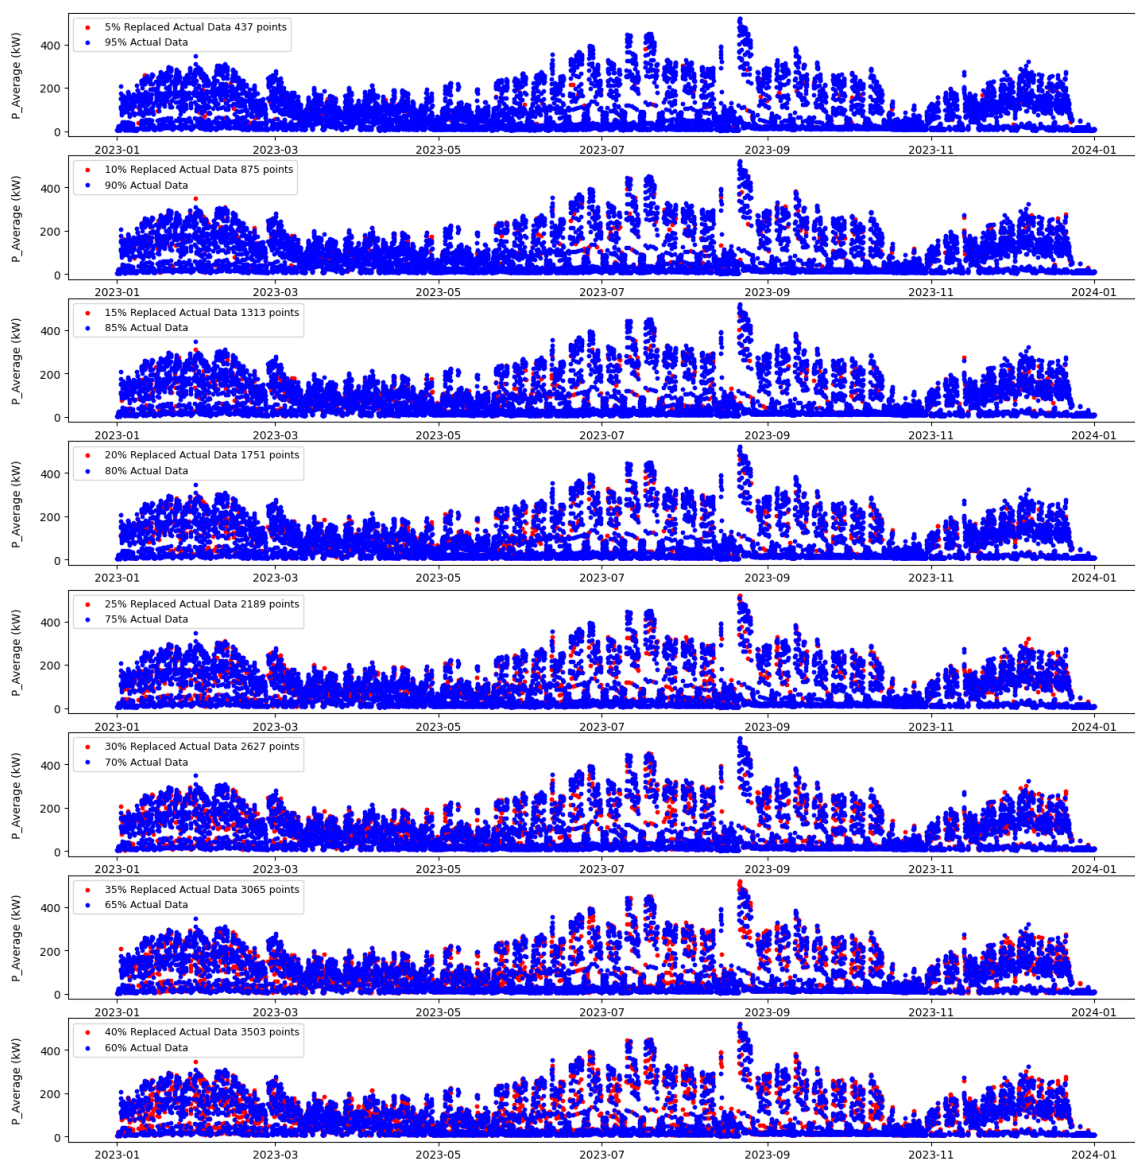 5% Replaced Actual Data 437 points
95% Actual Data
P_Average (kW)
400
200
0
2023-01 2023-03 2023-05 2023-07 2023-09 2023-11 2024-01
10% Replaced Actual Data 875 points
90% Actual Data
P_Average (kW)
400
200
0
2023-01 2023-03 2023-05 2023-07 2023-09 2023-11 2024-01
15% Replaced Actual Data 1313 points
85% Actual Data
P_Average (kW)
400
200
0
2023-01 2023-03 2023-05 2023-07 2023-09 2023-11 2024-01
20% Replaced Actual Data 1751 points
80% Actual Data
P_Average (kW)
400
200
0
2023-01 2023-03 2023-05 2023-07 2023-09 2023-11 2024-01
25% Replaced Actual Data 2189 points
75% Actual Data
P_Average (kW)
400
200
0
2023-01 2023-03 2023-05 2023-07 2023-09 2023-11 2024-01
30% Replaced Actual Data 2627 points
70% Actual Data
P_Average (kW)
400
200
0
2023-01 2023-03 2023-05 2023-07 2023-09 2023-11 2024-01
35% Replaced Actual Data 3065 points
65% Actual Data
P_Average (kW)
400
200
0
2023-01 2023-03 2023-05 2023-07 2023-09 2023-11 2024-01
40% Replaced Actual Data 3503 points
60% Actual Data
P_Average (kW)
400
200
0
2023-01 2023-03 2023-05 2023-07 2023-09 2023-11 2024-01